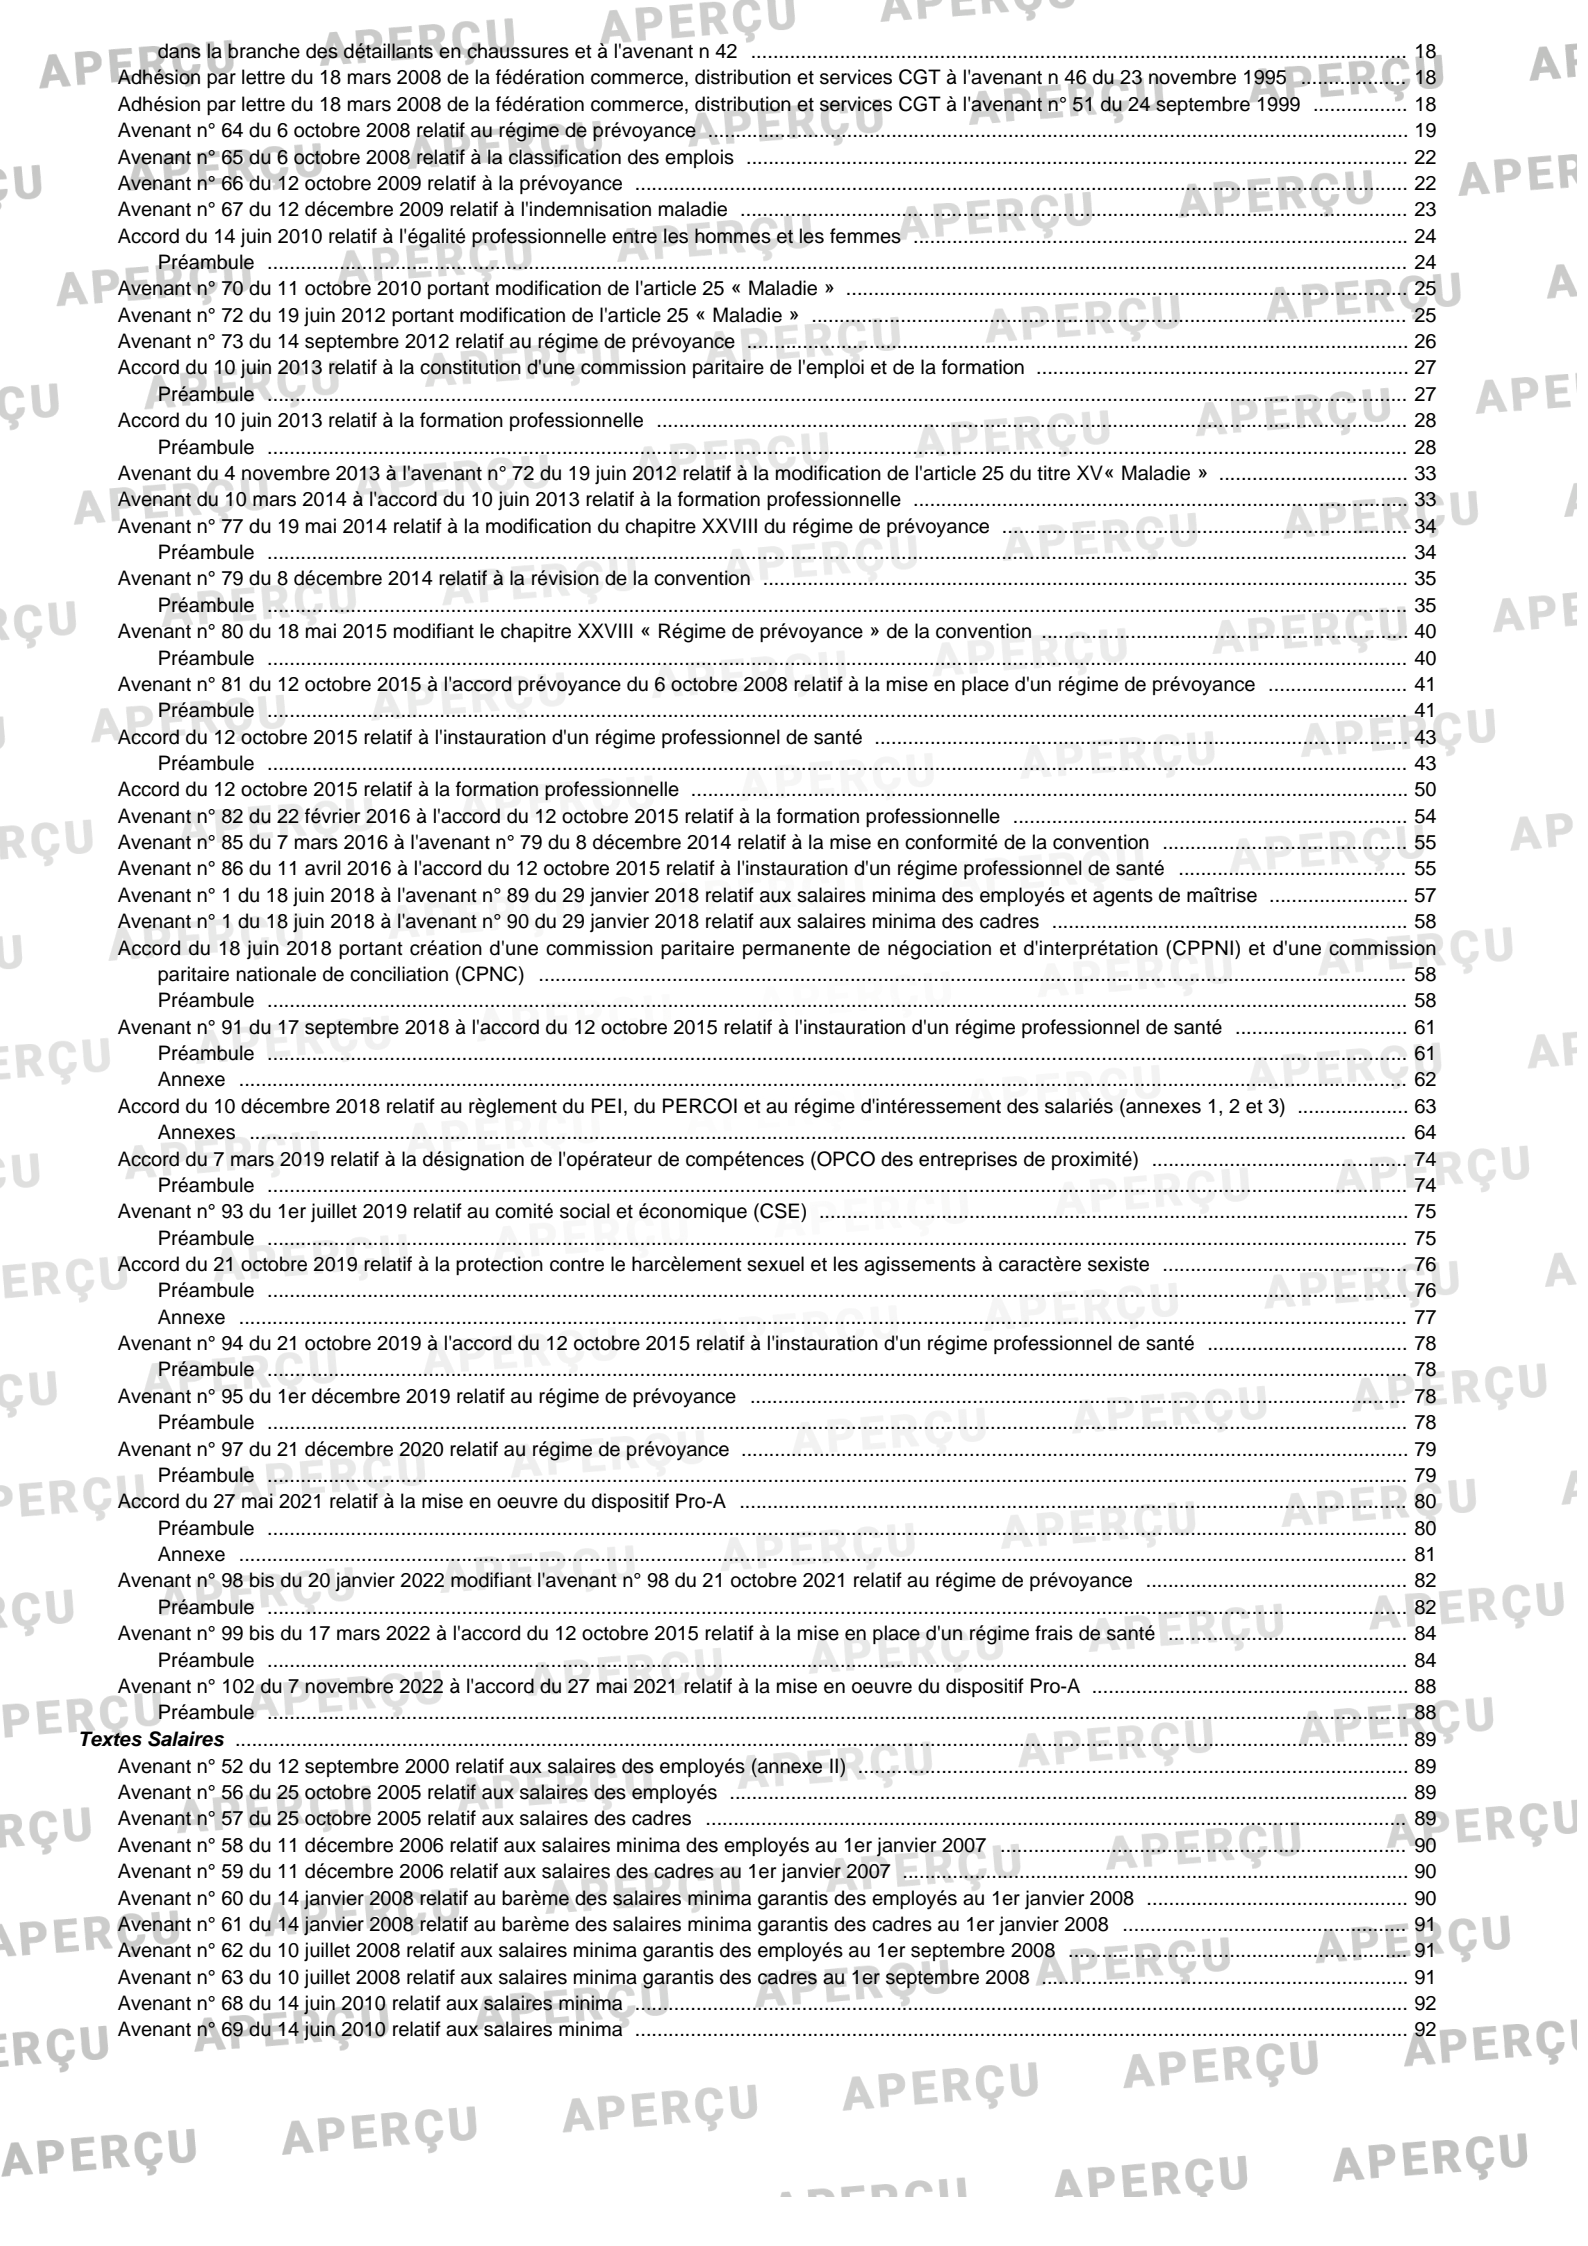 dans la branche des détaillants en chaussures et à l'avenant n 42 ........ 18
Adhésion par lettre du 18 mars 2008 de la fédération commerce, distribution et services CGT à l'avenant n 46 du 23 novembre 1995 ........ 18
Adhésion par lettre du 18 mars 2008 de la fédération commerce, distribution et services CGT à l'avenant n° 51 du 24 septembre 1999 ........ 18
Avenant n° 64 du 6 octobre 2008 relatif au régime de prévoyance ........ 19
Avenant n° 65 du 6 octobre 2008 relatif à la classification des emplois ........ 22
Avenant n° 66 du 12 octobre 2009 relatif à la prévoyance ........ 22
Avenant n° 67 du 12 décembre 2009 relatif à l'indemnisation maladie ........ 23
Accord du 14 juin 2010 relatif à l'égalité professionnelle entre les hommes et les femmes ........ 24
Préambule ........ 24
Avenant n° 70 du 11 octobre 2010 portant modification de l'article 25 « Maladie » ........ 25
Avenant n° 72 du 19 juin 2012 portant modification de l'article 25 « Maladie » ........ 25
Avenant n° 73 du 14 septembre 2012 relatif au régime de prévoyance ........ 26
Accord du 10 juin 2013 relatif à la constitution d'une commission paritaire de l'emploi et de la formation ........ 27
Préambule ........ 27
Accord du 10 juin 2013 relatif à la formation professionnelle ........ 28
Préambule ........ 28
Avenant du 4 novembre 2013 à l'avenant n° 72 du 19 juin 2012 relatif à la modification de l'article 25 du titre XV« Maladie » ........ 33
Avenant du 10 mars 2014 à l'accord du 10 juin 2013 relatif à la formation professionnelle ........ 33
Avenant n° 77 du 19 mai 2014 relatif à la modification du chapitre XXVIII du régime de prévoyance ........ 34
Préambule ........ 34
Avenant n° 79 du 8 décembre 2014 relatif à la révision de la convention ........ 35
Préambule ........ 35
Avenant n° 80 du 18 mai 2015 modifiant le chapitre XXVIII « Régime de prévoyance » de la convention ........ 40
Préambule ........ 40
Avenant n° 81 du 12 octobre 2015 à l'accord prévoyance du 6 octobre 2008 relatif à la mise en place d'un régime de prévoyance ........ 41
Préambule ........ 41
Accord du 12 octobre 2015 relatif à l'instauration d'un régime professionnel de santé ........ 43
Préambule ........ 43
Accord du 12 octobre 2015 relatif à la formation professionnelle ........ 50
Avenant n° 82 du 22 février 2016 à l'accord du 12 octobre 2015 relatif à la formation professionnelle ........ 54
Avenant n° 85 du 7 mars 2016 à l'avenant n° 79 du 8 décembre 2014 relatif à la mise en conformité de la convention ........ 55
Avenant n° 86 du 11 avril 2016 à l'accord du 12 octobre 2015 relatif à l'instauration d'un régime professionnel de santé ........ 55
Avenant n° 1 du 18 juin 2018 à l'avenant n° 89 du 29 janvier 2018 relatif aux salaires minima des employés et agents de maîtrise ........ 57
Avenant n° 1 du 18 juin 2018 à l'avenant n° 90 du 29 janvier 2018 relatif aux salaires minima des cadres ........ 58
Accord du 18 juin 2018 portant création d'une commission paritaire permanente de négociation et d'interprétation (CPPNI) et d'une commission
paritaire nationale de conciliation (CPNC) ........ 58
Préambule ........ 58
Avenant n° 91 du 17 septembre 2018 à l'accord du 12 octobre 2015 relatif à l'instauration d'un régime professionnel de santé ........ 61
Préambule ........ 61
Annexe ........ 62
Accord du 10 décembre 2018 relatif au règlement du PEI, du PERCOI et au régime d'intéressement des salariés (annexes 1, 2 et 3) ........ 63
Annexes ........ 64
Accord du 7 mars 2019 relatif à la désignation de l'opérateur de compétences (OPCO des entreprises de proximité) ........ 74
Préambule ........ 74
Avenant n° 93 du 1er juillet 2019 relatif au comité social et économique (CSE) ........ 75
Préambule ........ 75
Accord du 21 octobre 2019 relatif à la protection contre le harcèlement sexuel et les agissements à caractère sexiste ........ 76
Préambule ........ 76
Annexe ........ 77
Avenant n° 94 du 21 octobre 2019 à l'accord du 12 octobre 2015 relatif à l'instauration d'un régime professionnel de santé ........ 78
Préambule ........ 78
Avenant n° 95 du 1er décembre 2019 relatif au régime de prévoyance ........ 78
Préambule ........ 78
Avenant n° 97 du 21 décembre 2020 relatif au régime de prévoyance ........ 79
Préambule ........ 79
Accord du 27 mai 2021 relatif à la mise en oeuvre du dispositif Pro-A ........ 80
Préambule ........ 80
Annexe ........ 81
Avenant n° 98 bis du 20 janvier 2022 modifiant l'avenant n° 98 du 21 octobre 2021 relatif au régime de prévoyance ........ 82
Préambule ........ 82
Avenant n° 99 bis du 17 mars 2022 à l'accord du 12 octobre 2015 relatif à la mise en place d'un régime frais de santé ........ 84
Préambule ........ 84
Avenant n° 102 du 7 novembre 2022 à l'accord du 27 mai 2021 relatif à la mise en oeuvre du dispositif Pro-A ........ 88
Préambule ........ 88
Textes Salaires ........ 89
Avenant n° 52 du 12 septembre 2000 relatif aux salaires des employés (annexe II) ........ 89
Avenant n° 56 du 25 octobre 2005 relatif aux salaires des employés ........ 89
Avenant n° 57 du 25 octobre 2005 relatif aux salaires des cadres ........ 89
Avenant n° 58 du 11 décembre 2006 relatif aux salaires minima des employés au 1er janvier 2007 ........ 90
Avenant n° 59 du 11 décembre 2006 relatif aux salaires des cadres au 1er janvier 2007 ........ 90
Avenant n° 60 du 14 janvier 2008 relatif au barème des salaires minima garantis des employés au 1er janvier 2008 ........ 90
Avenant n° 61 du 14 janvier 2008 relatif au barème des salaires minima garantis des cadres au 1er janvier 2008 ........ 91
Avenant n° 62 du 10 juillet 2008 relatif aux salaires minima garantis des employés au 1er septembre 2008 ........ 91
Avenant n° 63 du 10 juillet 2008 relatif aux salaires minima garantis des cadres au 1er septembre 2008 ........ 91
Avenant n° 68 du 14 juin 2010 relatif aux salaires minima ........ 92
Avenant n° 69 du 14 juin 2010 relatif aux salaires minima ........ 92
APERÇU